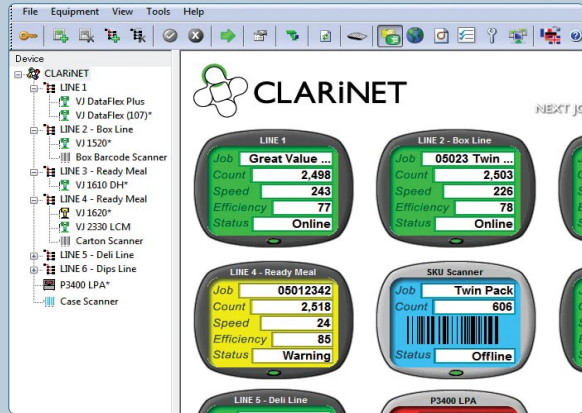 File Equipment View Tools Help
Device
CLARiNET
LINE 1
VJ DataFlex Plus
VJ DataFlex (107)*
LINE 2 - Box Line
VJ 1520*
Box Barcode Scanner
LINE 3 - Ready Meal
VJ 1610 DH*
LINE 4 - Ready Meal
VJ 1620*
VJ 2330 LCM
Carton Scanner
LINE 5 - Deli Line
LINE 6 - Dips Line
P3400 LPA*
Case Scanner
CLARiNET
NEXT JO
LINE 1
Job Great Value ...
Count 2,498
Speed 243
Efficiency 77
Status Online
LINE 2 - Box Line
Job 05023 Twin ...
Count 2,503
Speed 226
Efficiency 78
Status Online
LINE 4 - Ready Meal
Job 05012342
Count 2,518
Speed 24
Efficiency 85
Status Warning
SKU Scanner
Job Twin Pack
Count 606
Status Offline
LINE 5 - Deli Line
P3400 LPA